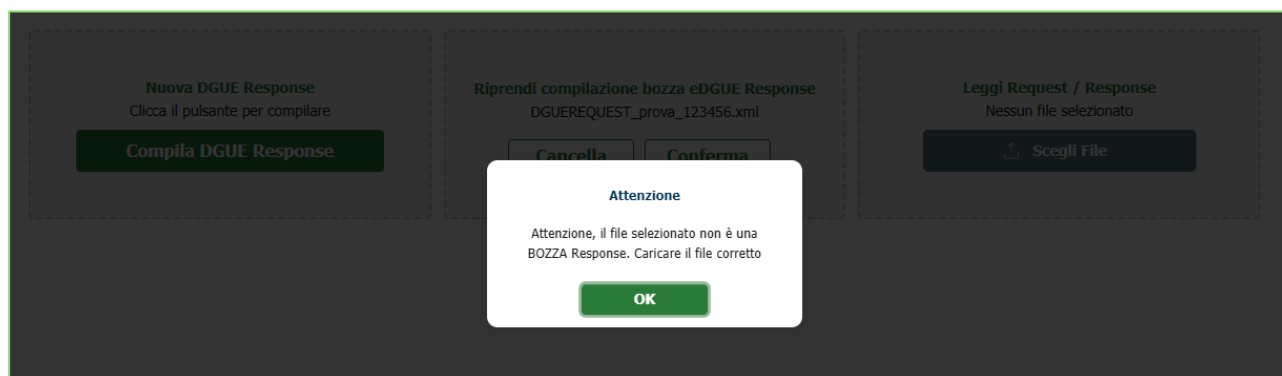 Nuova DGUE Response
Clicca il pulsante per compilare
Compila DGUE Response
Riprendi compilazione bozza eDGUE Response
DGUEREQUEST_prova_123456.xml
Cancella
Conferma
Leggi Request / Response
Nessun file selezionato
Scegli File
Attenzione
Attenzione, il file selezionato non è una
BOZZA Response. Caricare il file corretto
OK